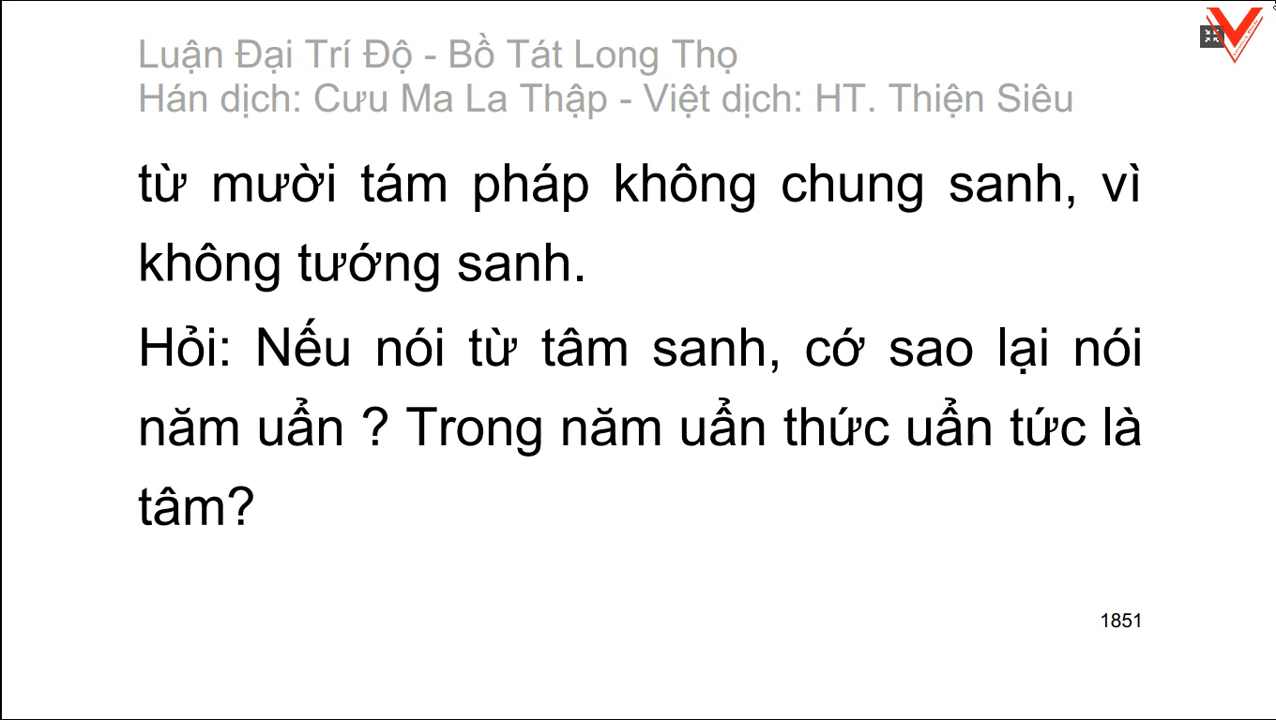 Luận Đại Trí Độ - Bồ Tát Long Thọ
Hán dịch: Cưu Ma La Thập - Việt dịch: HT. Thiện Siêu
từ mười tám pháp không chung sanh, vì
không tướng sanh.
Hỏi: Nếu nói từ tâm sanh, cớ sao lại nói
năm uẩn ? Trong năm uẩn thức uẩn tức là
tâm?
1851